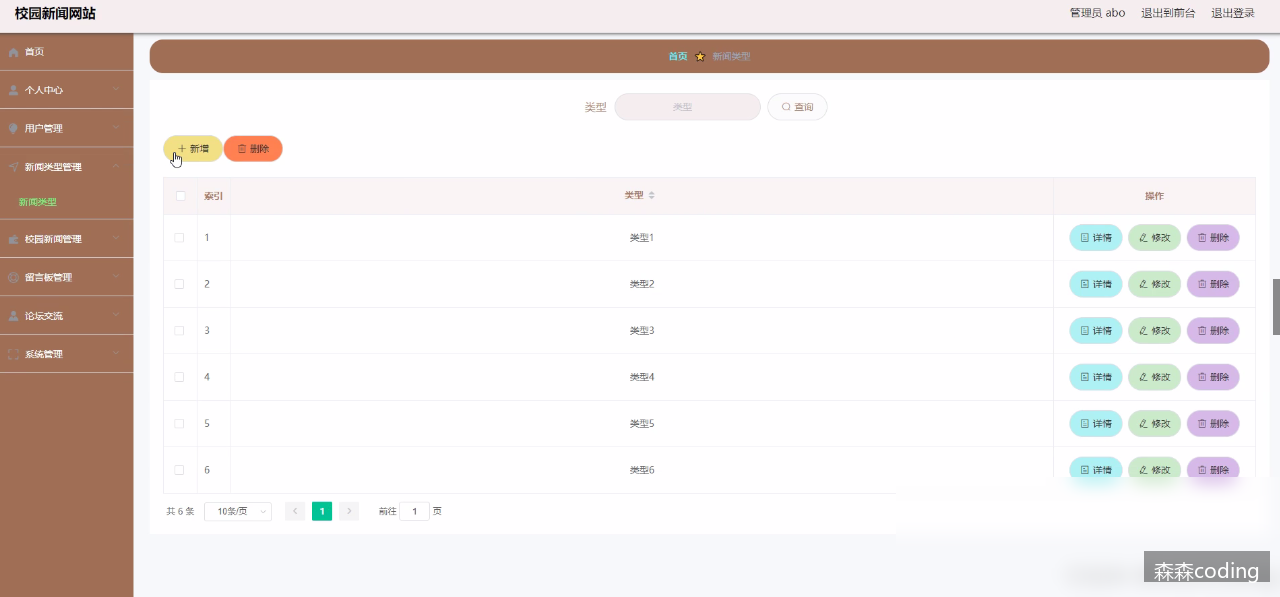 校园新闻网站
管理员 abo 退出到前台 退出登录
首页
个人中心
用户管理
新闻类型管理
新闻类型
校园新闻管理
留言板管理
论坛交流
系统管理
首页 新闻类型
类型 类型 查询
新增 删除
索引 类型 操作
1 类型1 详情 修改 删除
2 类型2 详情 修改 删除
3 类型3 详情 修改 删除
4 类型4 详情 修改 删除
5 类型5 详情 修改 删除
6 类型6 详情 修改 删除
共 6 条 10条/页 1 前往 1 页
森森coding